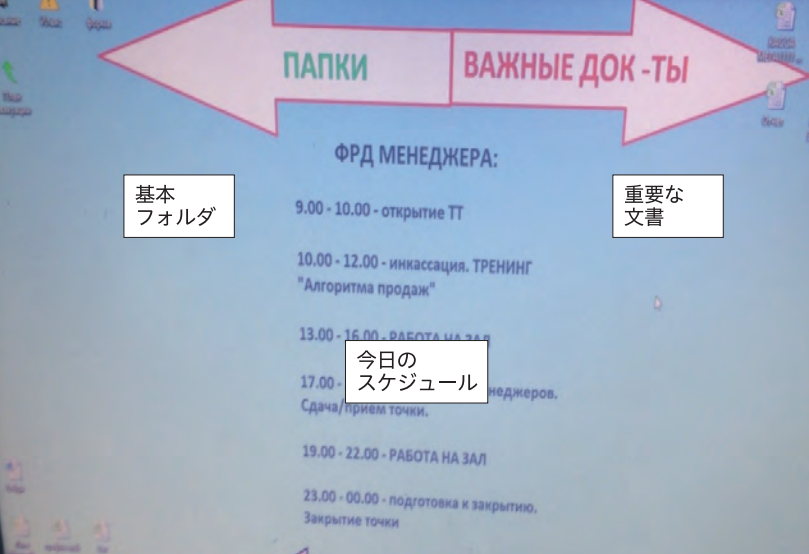 ПАПКИ
ВАЖНЫЕ ДОК -ТЫ
ФРД МЕНЕДЖЕРА:
基本
フォルダ
重要な
文書
9.00 - 10.00 - открытие ТТ
10.00 - 12.00 - инкассация. ТРЕНИНГ
"Алгоритма продаж"
13.00 - 16.00 - РАБОТА НА ЗАЛ
今日の
スケジュール
17.00 - неджеров.
Сдача/прием точки.
19.00 - 22.00 - РАБОТА НА ЗАЛ
23.00 - 00.00 - подготовка к закрытию.
Закрытие точки